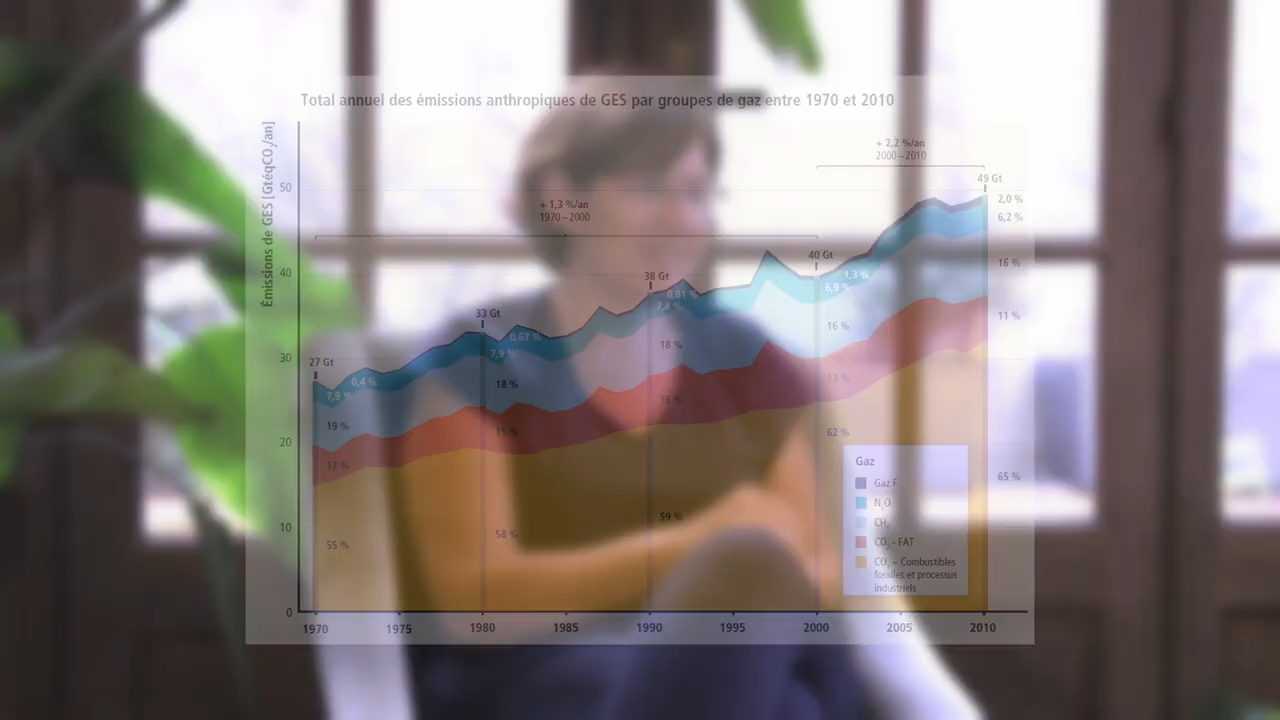 Total annuel des émissions anthropiques de GES par groupes de gaz entre 1970 et 2010
Émissions de GES [GtéqCO₂/an]
+ 2,2 %/an
2000–2010
+ 1,3 %/an
1970–2000
50
40
30
20
10
0
27 Gt
33 Gt
38 Gt
40 Gt
49 Gt
0,4 %
7,9 %
19 %
17 %
55 %
0,67 %
7,9 %
18 %
15 %
58 %
0,81 %
7,4 %
18 %
16 %
59 %
1,3 %
6,9 %
16 %
13 %
62 %
2,0 %
6,2 %
16 %
11 %
65 %
Gaz
Gaz F
N₂O
CH₄
CO₂ - FAT
CO₂ – Combustibles
fossiles et processus
industriels
1970 1975 1980 1985 1990 1995 2000 2005 2010